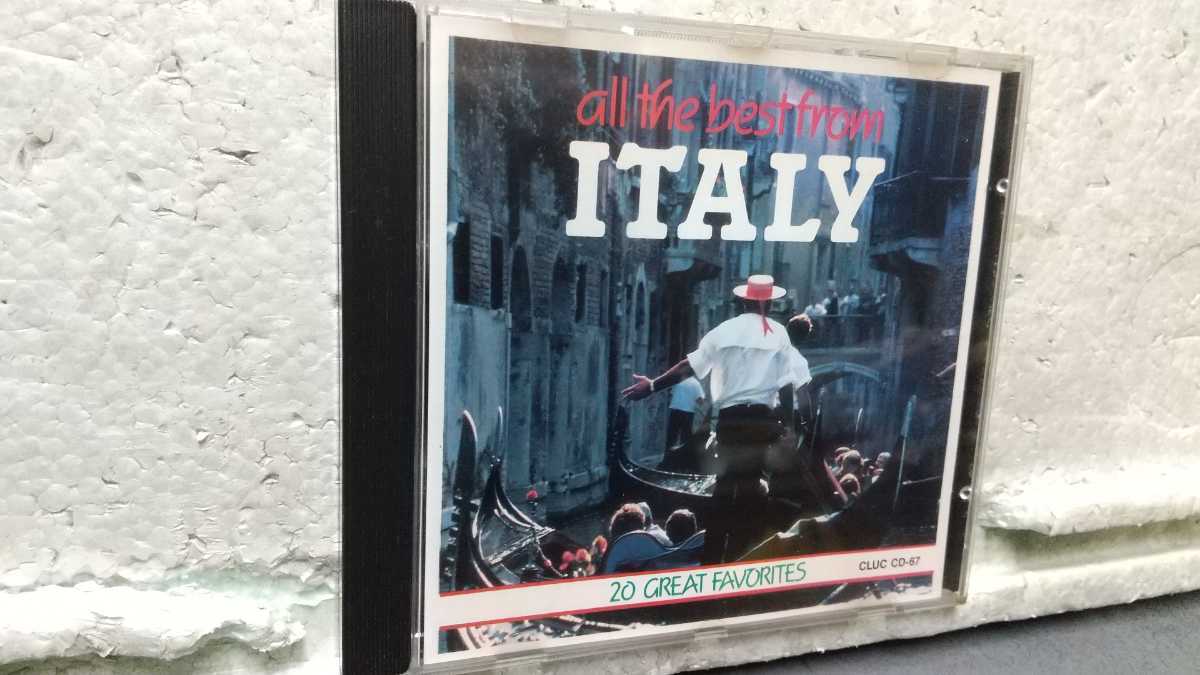 all the best from
ITALY
20 GREAT FAVORITES
CLUC CD-67